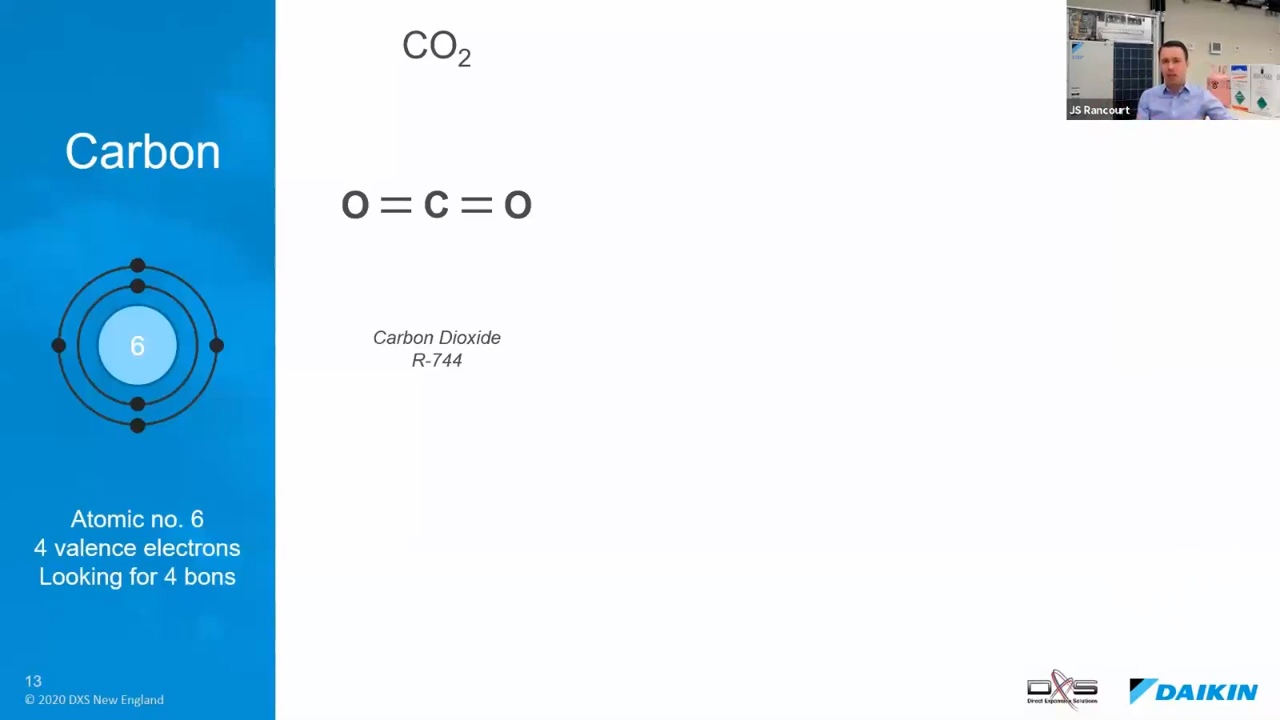 Carbon
6
Atomic no. 6
4 valence electrons
Looking for 4 bons
13
© 2020 DXS New England
CO₂
O = C = O
Carbon Dioxide
R-744
JS Rancourt
DXS
Direct Expansion Solutions
DAIKIN